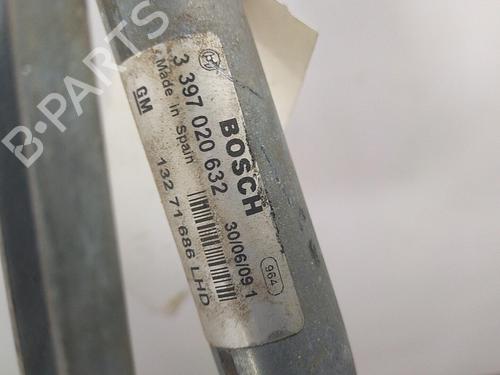 BOSCH
3 397 020 632
30/06/09 1
Made in Spain
964
GM
132 71 686 LHD
B-PARTS